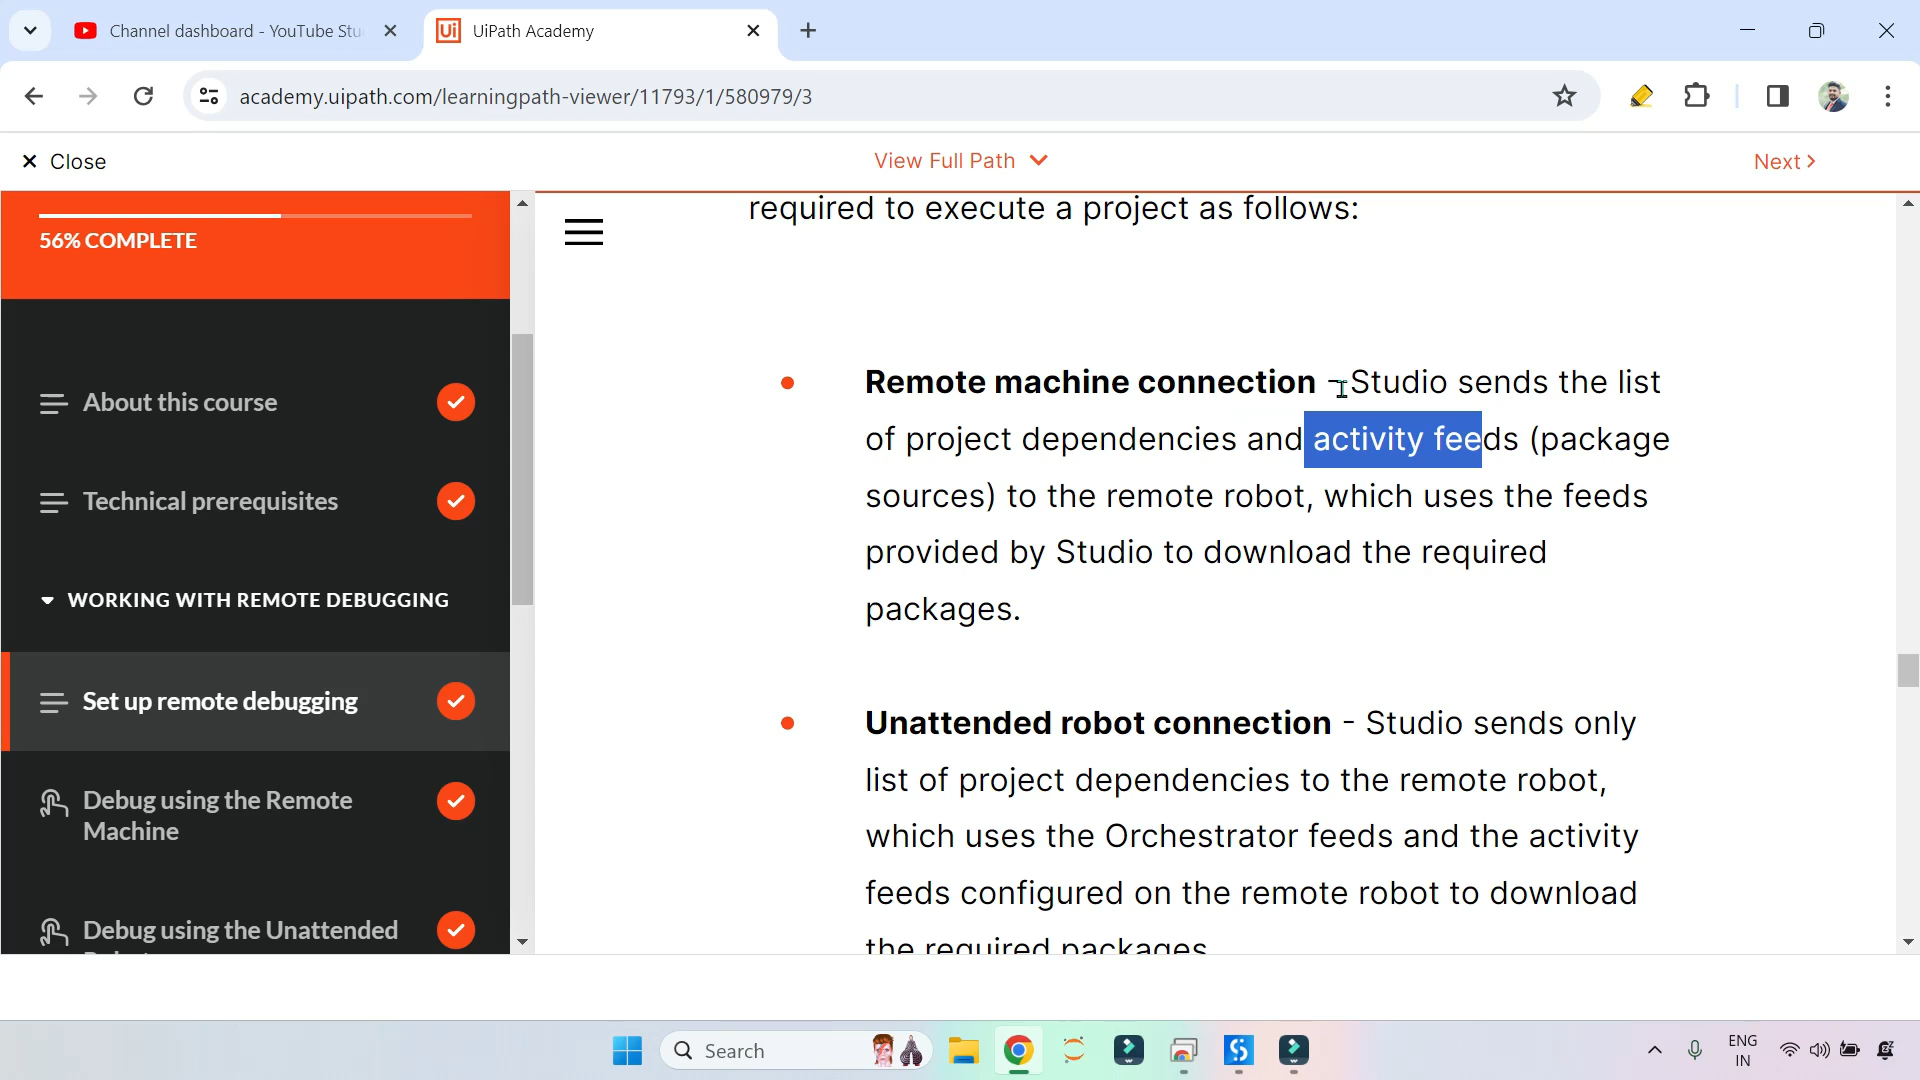 Channel dashboard - YouTube Stu
UiPath Academy
academy.uipath.com/learningpath-viewer/11793/1/580979/3
Close
View Full Path
Next
56% COMPLETE
About this course
Technical prerequisites
WORKING WITH REMOTE DEBUGGING
Set up remote debugging
Debug using the Remote
Machine
Debug using the Unattended
required to execute a project as follows:
Remote machine connection - Studio sends the list
of project dependencies and activity feeds (package
sources) to the remote robot, which uses the feeds
provided by Studio to download the required
packages.
Unattended robot connection - Studio sends only
list of project dependencies to the remote robot,
which uses the Orchestrator feeds and the activity
feeds configured on the remote robot to download
the required packages
Search
ENG
IN